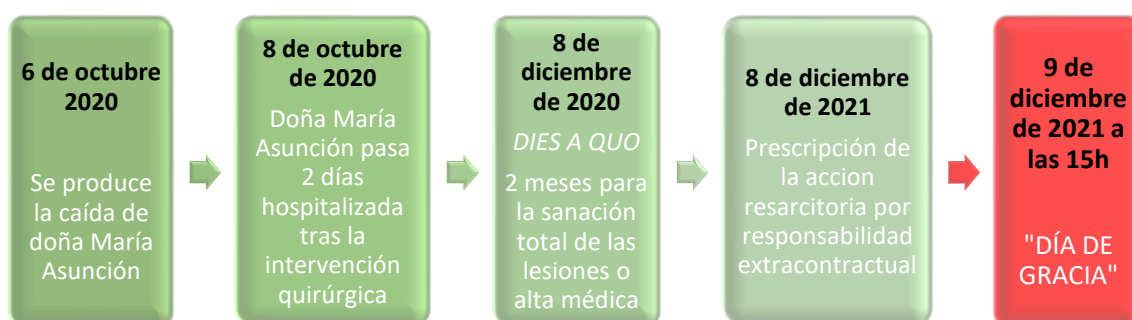 6 de octubre
2020
Se produce
la caída de
doña María
Asunción
8 de octubre
de 2020
Doña María
Asunción pasa
2 días
hospitalizada
tras la
intervención
quirúrgica
8 de
diciembre
de 2020
DIES A QUO
2 meses para
la sanación
total de las
lesiones o
alta médica
8 de diciembre
de 2021
Prescripción de
la accion
resarcitoria por
responsabilidad
extracontractual
9 de
diciembre
de 2021 a
las 15h
"DÍA DE
GRACIA"